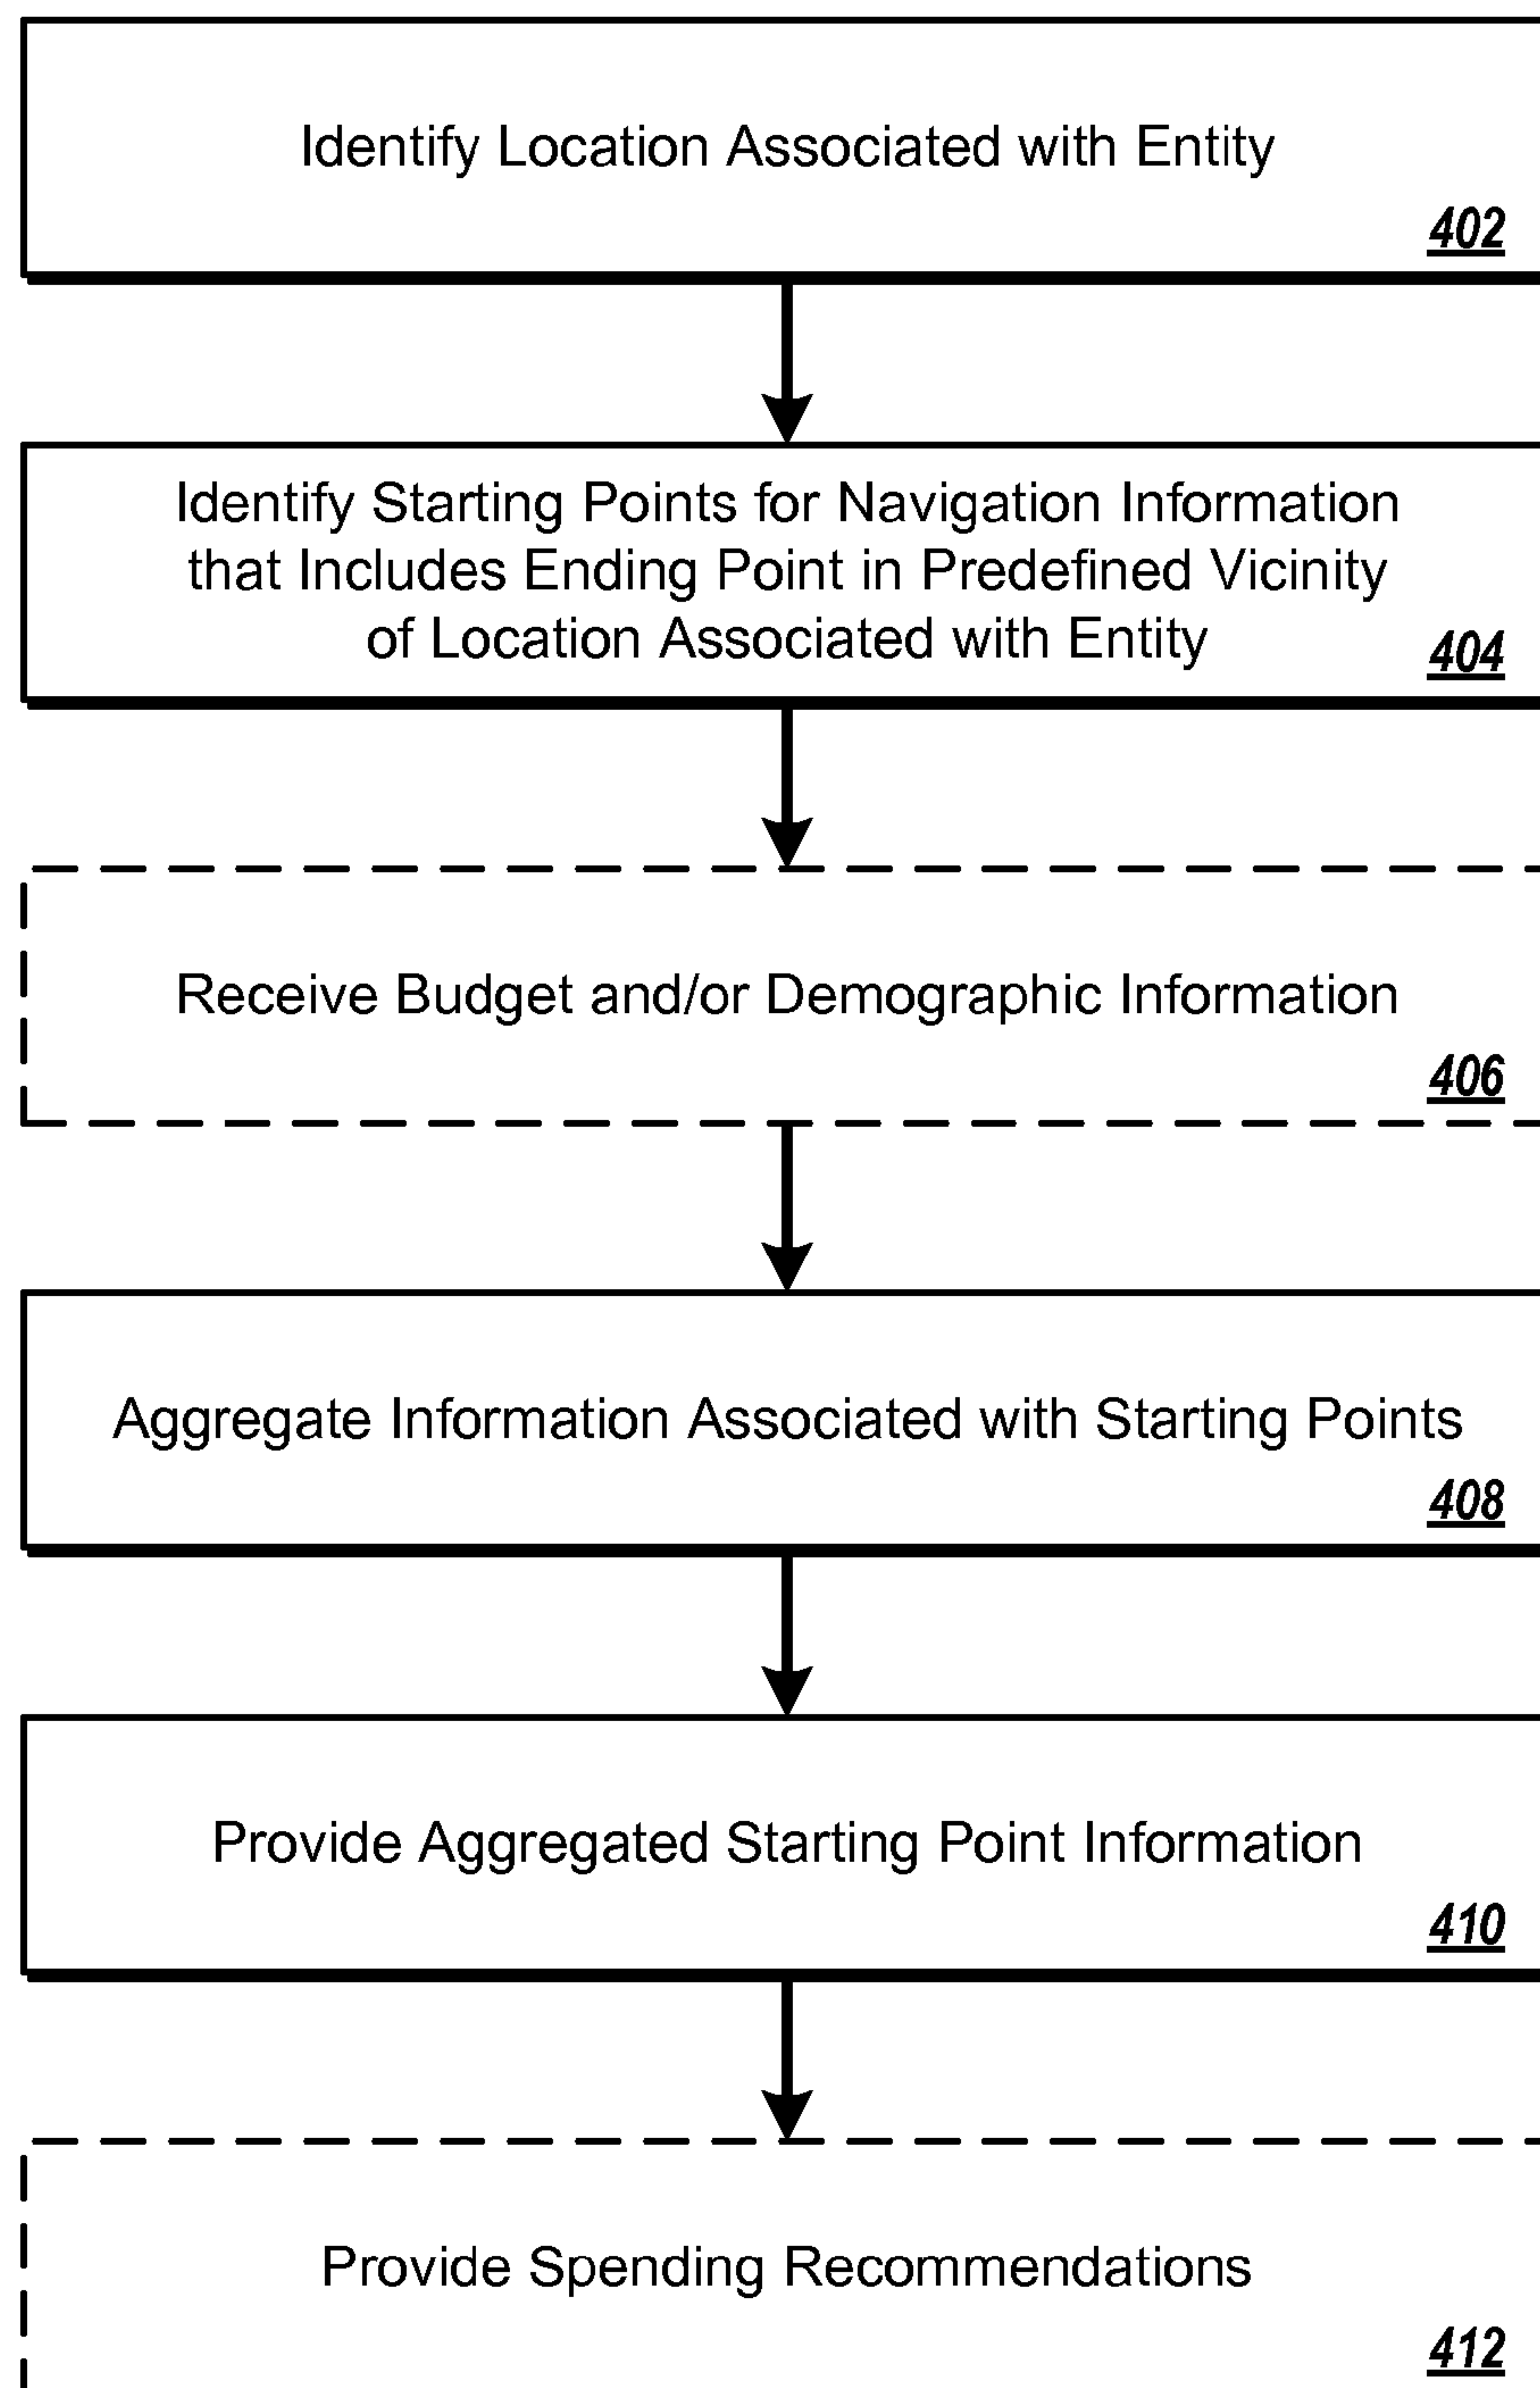 Identify Location Associated with Entity
402
Identify Starting Points for Navigation Information
that Includes Ending Point in Predefined Vicinity
of Location Associated with Entity
404
Receive Budget and/or Demographic Information
406
Aggregate Information Associated with Starting Points
408
Provide Aggregated Starting Point Information
410
Provide Spending Recommendations
412